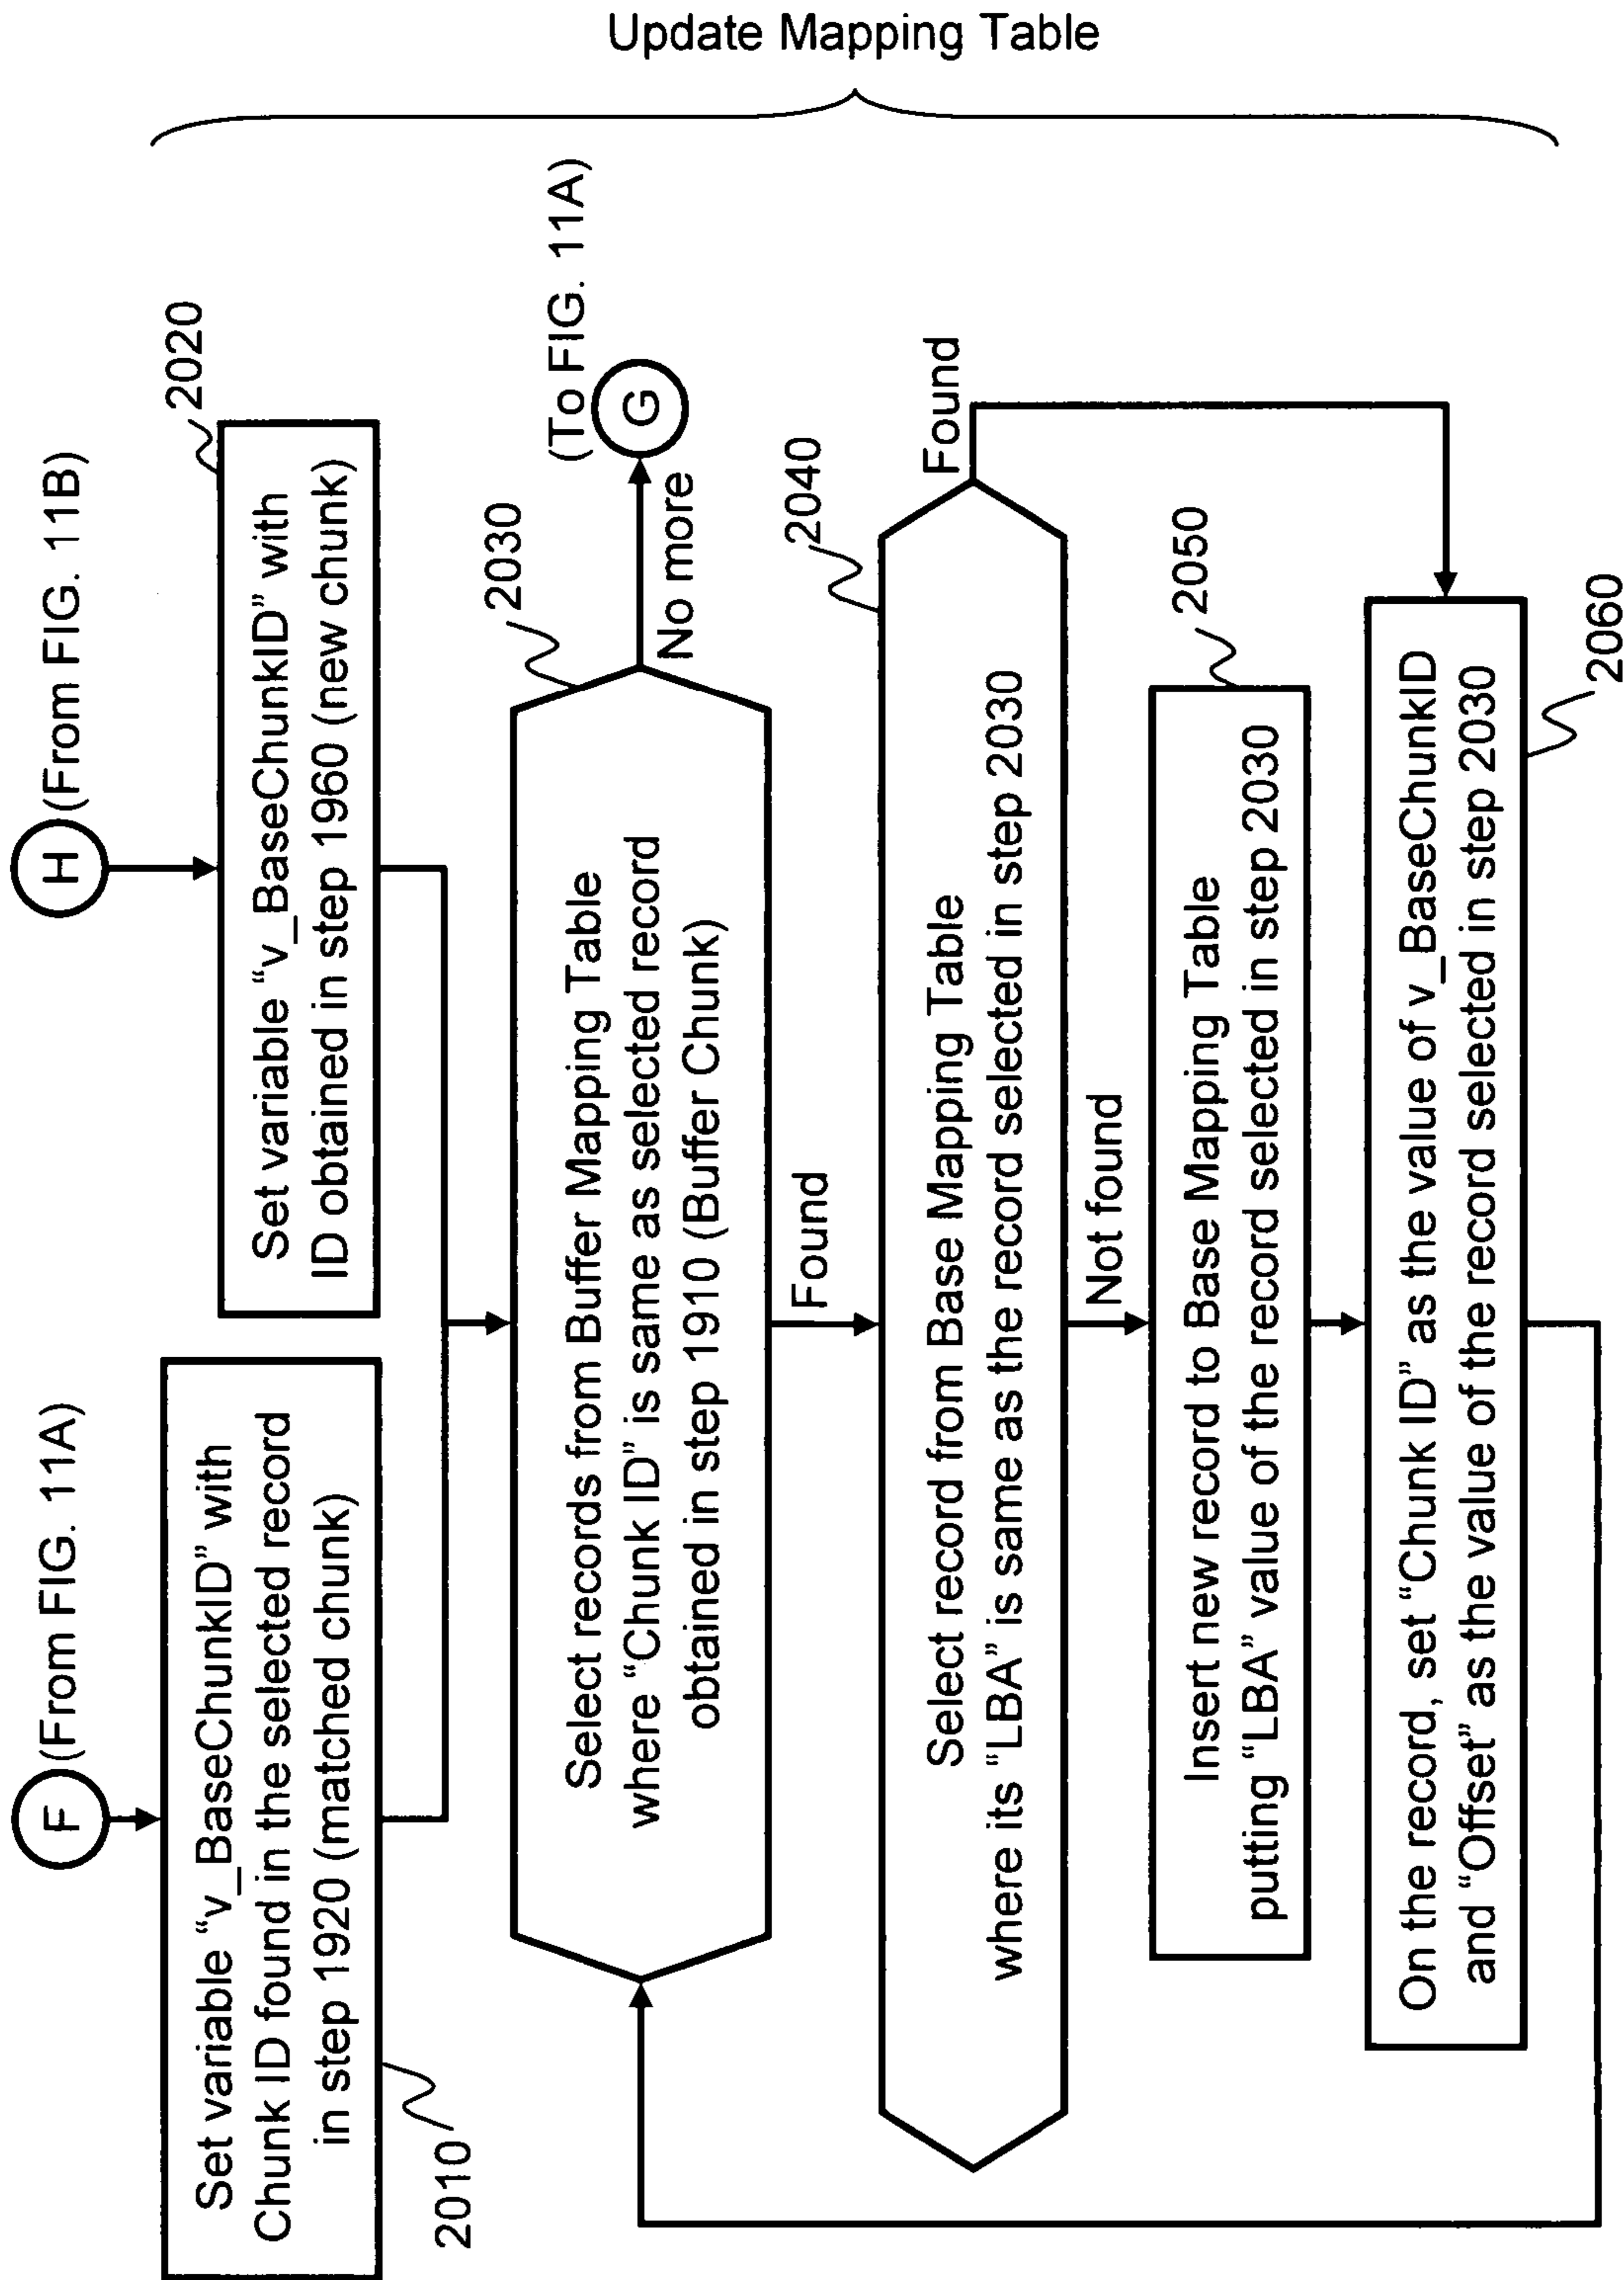 F (From FIG. 11A)
H (From FIG. 11B)
Set variable “v_BaseChunkID” with
Chunk ID found in the selected record
in step 1920 (matched chunk)
2010
Set variable “v_BaseChunkID” with
ID obtained in step 1960 (new chunk)
2020
Select records from Buffer Mapping Table
where “Chunk ID” is same as selected record
obtained in step 1910 (Buffer Chunk)
2030
No more
(To FIG. 11A)
G
Found
Select record from Base Mapping Table
where its “LBA” is same as the record selected in step 2030
2040
Found
Not found
Insert new record to Base Mapping Table
putting “LBA” value of the record selected in step 2030
2050
On the record, set “Chunk ID” as the value of v_BaseChunkID
and “Offset” as the value of the record selected in step 2030
2060
Update Mapping Table